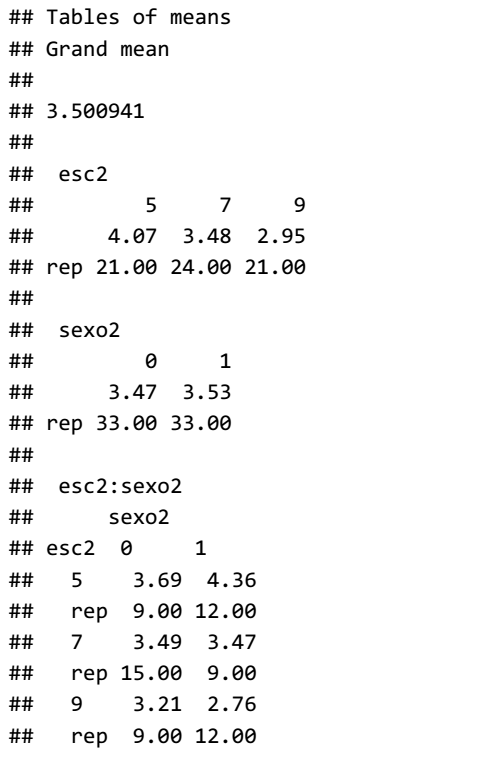 ## Tables of means
## Grand mean
##
## 3.500941
##
##  esc2
##         5     7     9
##      4.07  3.48  2.95
## rep 21.00 24.00 21.00
##
##  sexo2
##         0     1
##      3.47  3.53
## rep 33.00 33.00
##
##  esc2:sexo2
##      sexo2
## esc2  0     1
##   5    3.69  4.36
##   rep  9.00 12.00
##   7    3.49  3.47
##   rep 15.00  9.00
##   9    3.21  2.76
##   rep  9.00 12.00